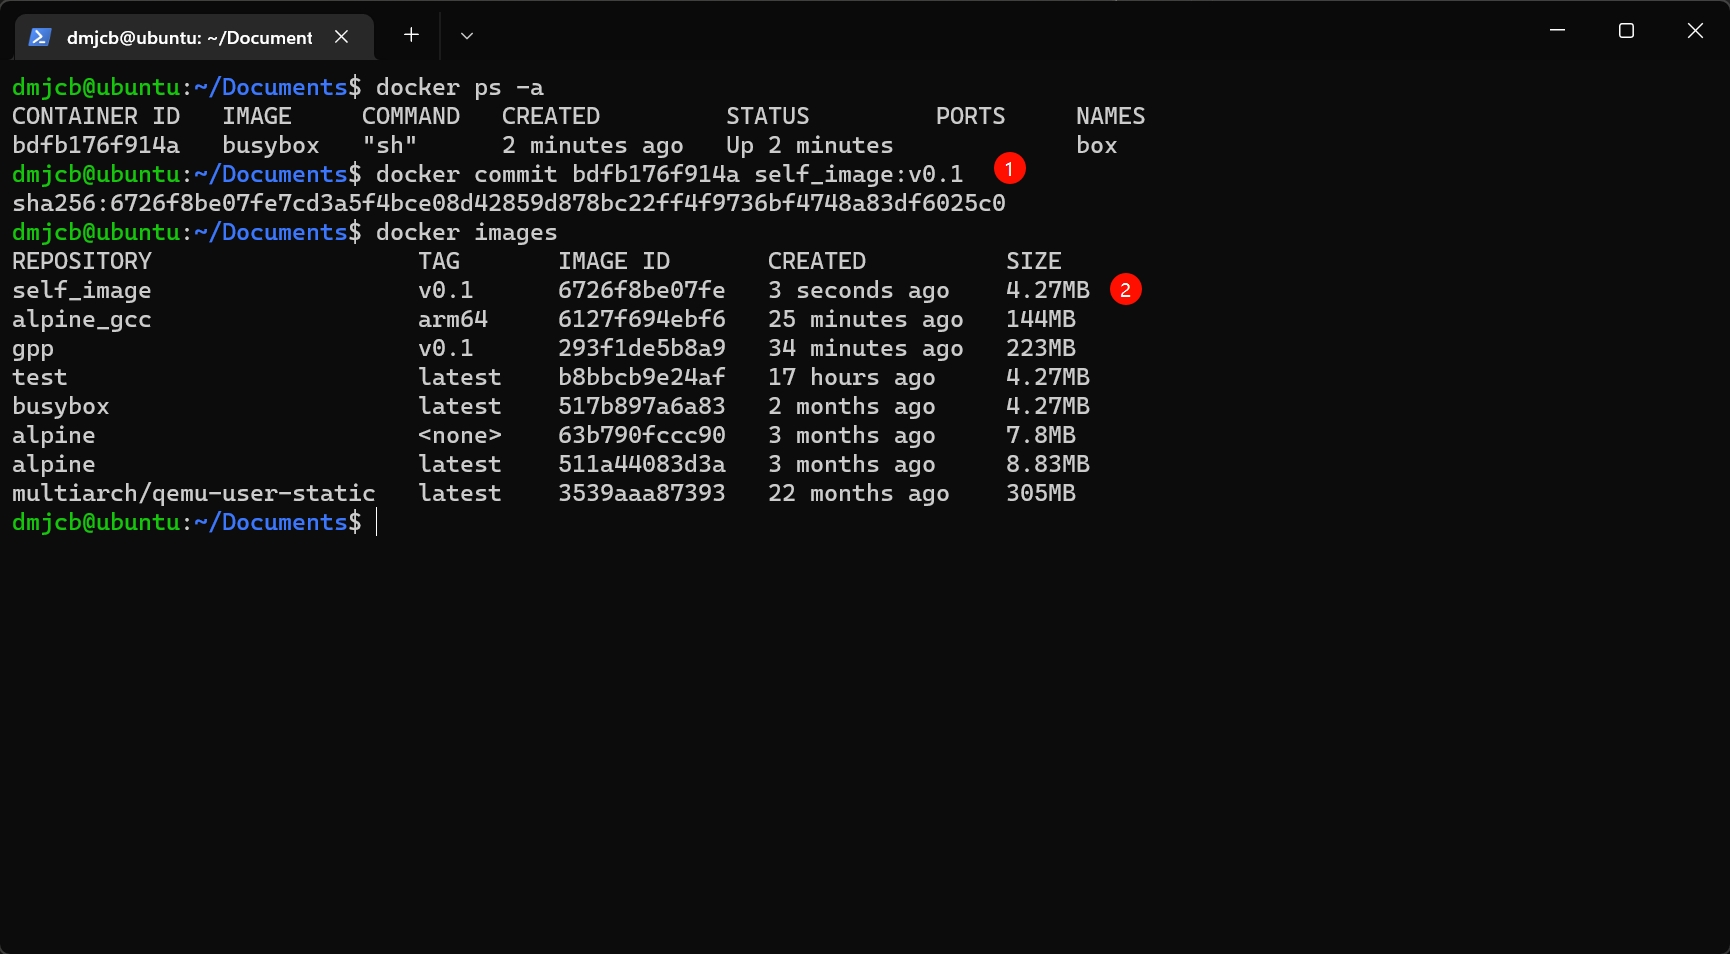 dmjcb@ubuntu: ~/Document
dmjcb@ubuntu:~/Documents$ docker ps -a
CONTAINER ID   IMAGE     COMMAND   CREATED         STATUS         PORTS     NAMES
bdfb176f914a   busybox   "sh"      2 minutes ago   Up 2 minutes             box
dmjcb@ubuntu:~/Documents$ docker commit bdfb176f914a self_image:v0.1 1
sha256:6726f8be07fe7cd3a5f4bce08d42859d878bc22ff4f9736bf4748a83df6025c0
dmjcb@ubuntu:~/Documents$ docker images
REPOSITORY                   TAG       IMAGE ID       CREATED          SIZE
self_image                   v0.1      6726f8be07fe   3 seconds ago    4.27MB 2
alpine_gcc                   arm64     6127f694ebf6   25 minutes ago   144MB
gpp                          v0.1      293f1de5b8a9   34 minutes ago   223MB
test                         latest    b8bbcb9e24af   17 hours ago     4.27MB
busybox                      latest    517b897a6a83   2 months ago     4.27MB
alpine                       <none>    63b790fccc90   3 months ago     7.8MB
alpine                       latest    511a44083d3a   3 months ago     8.83MB
multiarch/qemu-user-static   latest    3539aaa87393   22 months ago    305MB
dmjcb@ubuntu:~/Documents$